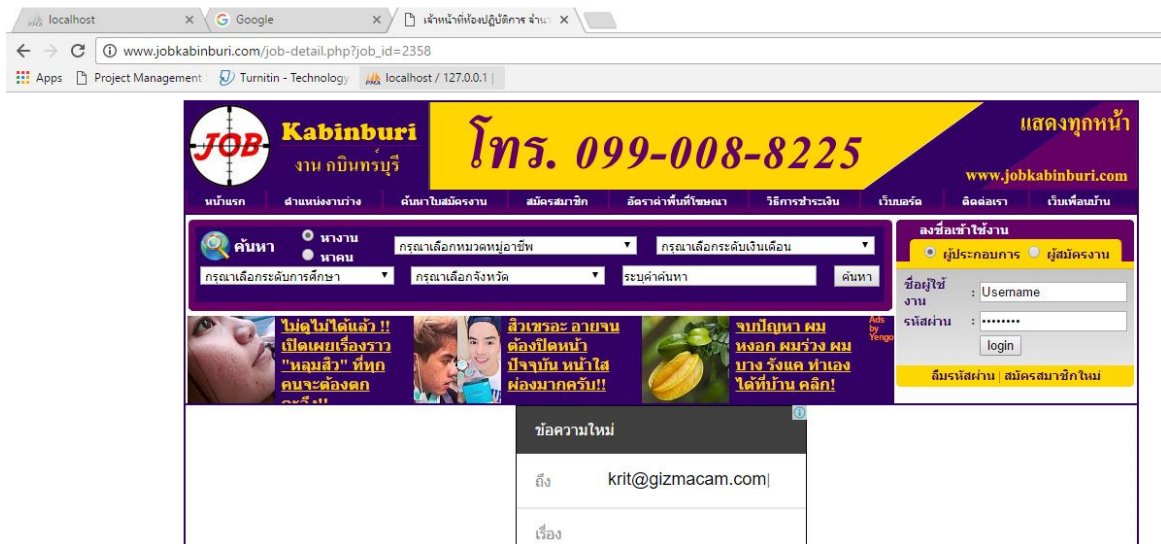 localhost
Google
เจ้าหน้าที่ห้องปฏิบัติการ จำนว
www.jobkabinburi.com/job-detail.php?job_id=2358
Apps Project Management Turnitin - Technology localhost / 127.0.0.1 |
JOB
Kabinburi
งาน กบินทร์บุรี
โทร. 099-008-8225
แสดงทุกหน้า
www.jobkabinburi.com
หน้าแรก ตำแหน่งงานว่าง ค้นหาใบสมัครงาน สมัครสมาชิก อัตราค่าพื้นที่โฆษณา วิธีการชำระเงิน เว็บบอร์ด ติดต่อเรา เว็บเพื่อนบ้าน
ค้นหา
หางาน
หาคน
กรุณาเลือกหมวดหมู่อาชีพ
กรุณาเลือกระดับเงินเดือน
กรุณาเลือกระดับการศึกษา
กรุณาเลือกจังหวัด
ระบุคำค้นหา
ค้นหา
ลงชื่อเข้าใช้งาน
ผู้ประกอบการ ผู้สมัครงาน
ชื่อผู้ใช้
งาน : Username
รหัสผ่าน : ••••••••
login
ลืมรหัสผ่าน | สมัครสมาชิกใหม่
ไม่ดูไม่ได้แล้ว !!
เปิดเผยเรื่องราว
"หลุมสิว" ที่ทุก
คนจะต้องตก
ตะลึง!!
สิวเขรอะ อายจน
ต้องปิดหน้า
ปัจจุบัน หน้าใส
ผ่องมากครับ!!
จบปัญหา ผม
หงอก ผมร่วง ผม
บาง รังแค ทำเอง
ได้ที่บ้าน คลิก!
Ads
by
Yengo
ข้อความใหม่
ถึง krit@gizmacam.com
เรื่อง